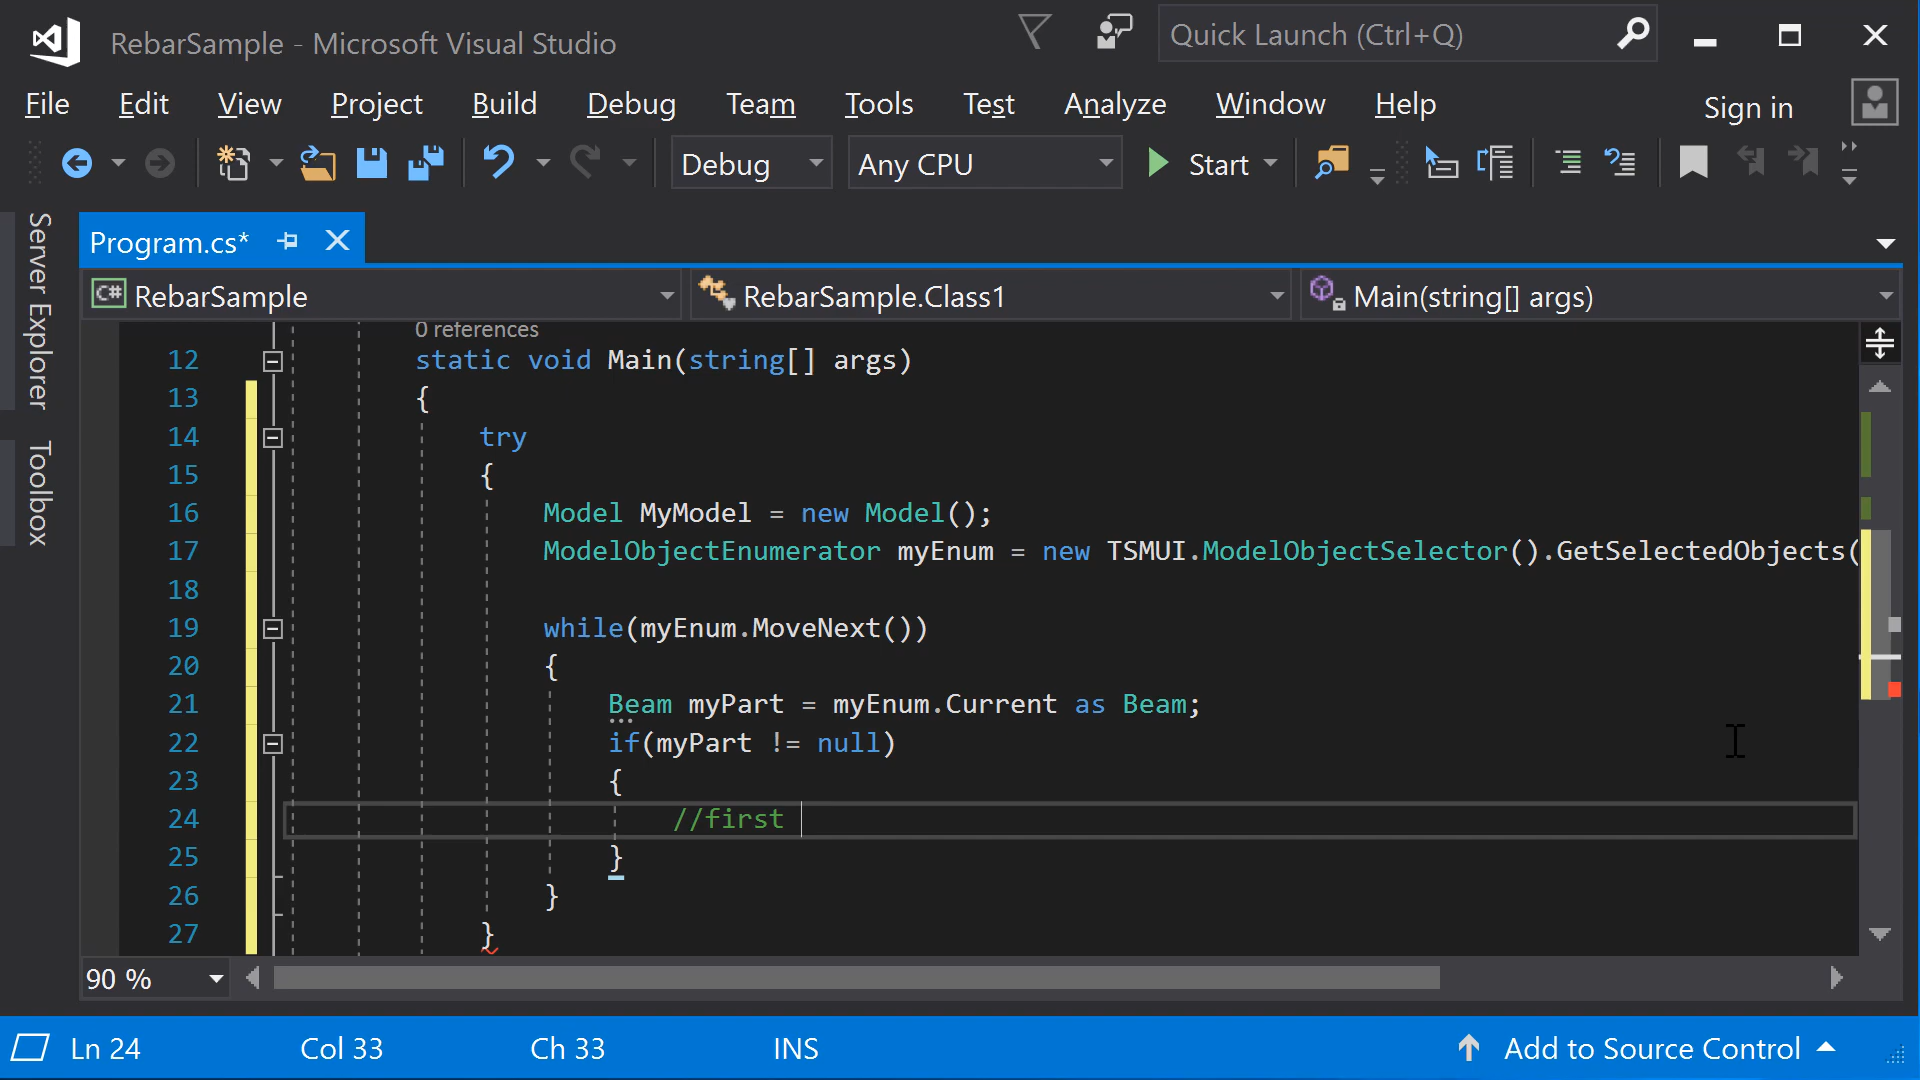 RebarSample - Microsoft Visual Studio
Quick Launch (Ctrl+Q)
File Edit View Project Build Debug Team Tools Test Analyze Window Help
Sign in
Debug Any CPU Start
Server Explorer
Toolbox
Program.cs*
C# RebarSample RebarSample.Class1 Main(string[] args)
0 references
12 static void Main(string[] args)
13 {
14 try
15 {
16 Model MyModel = new Model();
17 ModelObjectEnumerator myEnum = new TSMUI.ModelObjectSelector().GetSelectedObjects(
18
19 while(myEnum.MoveNext())
20 {
21 Beam myPart = myEnum.Current as Beam;
22 if(myPart != null)
23 {
24 //first
25 }
26 }
27 }
90 %
Ln 24 Col 33 Ch 33 INS Add to Source Control